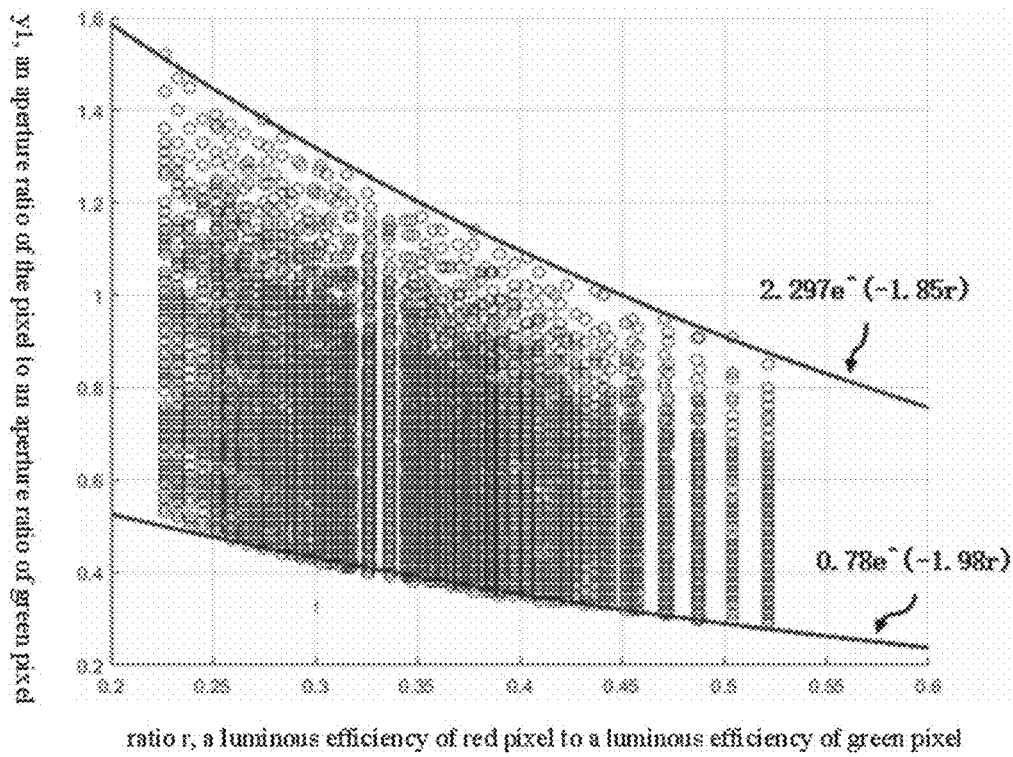 y1, an aperture ratio of the pixel to an aperture ratio of green pixel
1.8
1.6
1.4
1.2
1
0.8
0.6
0.4
0.2
2.297e^(-1.85r)
0.78e^(-1.98r)
0.2 0.25 0.3 0.35 0.4 0.45 0.5 0.55 0.6
ratio r, a luminous efficiency of red pixel to a luminous efficiency of green pixel